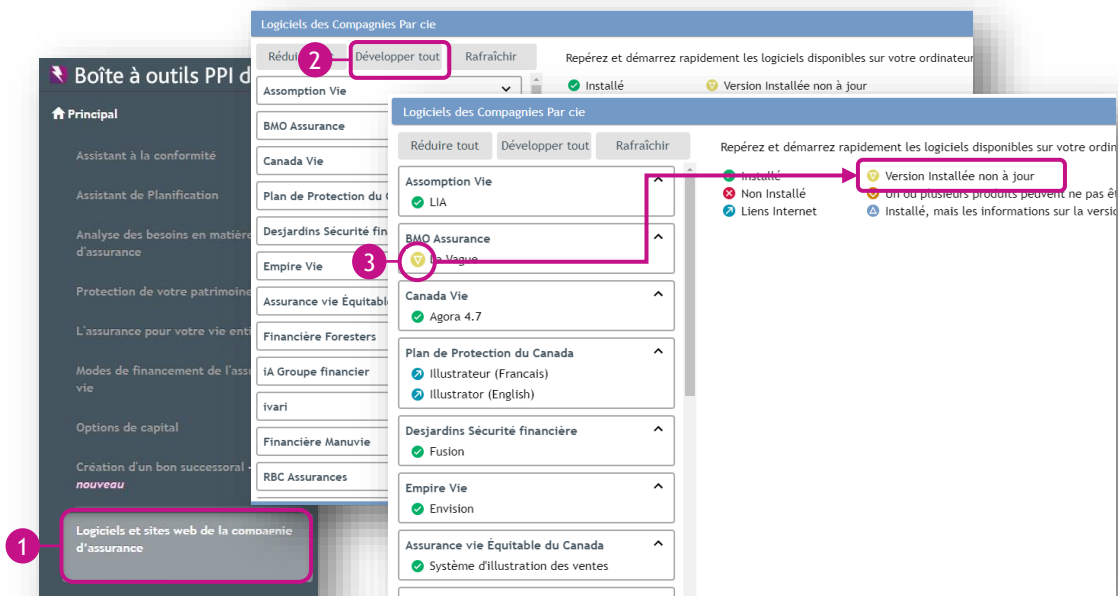 Boîte à outils PPI d
Principal
Assistant à la conformité
Assistant de Planification
Analyse des besoins en matière
d'assurance
Protection de votre patrimoine
L'assurance pour votre vie enti
Modes de financement de l'assu
vie
Options de capital
Création d'un bon successoral -
nouveau
1
Logiciels et sites web de la compagnie
d'assurance
Logiciels des Compagnies Par cie
Rédui
2
Développer tout
Rafraîchir
Repérez et démarrez rapidement les logiciels disponibles sur votre ordinateur
Installé
Version Installée non à jour
Assomption Vie
BMO Assurance
Canada Vie
Plan de Protection du C
Desjardins Sécurité fin
Empire Vie
Assurance vie Équitabl
Financière Foresters
iA Groupe financier
ivari
Financière Manuvie
RBC Assurances
Logiciels des Compagnies Par cie
Réduire tout
Développer tout
Rafraîchir
Repérez et démarrez rapidement les logiciels disponibles sur votre ordin
Installé
Version Installée non à jour
Non Installé
Un ou plusieurs produits peuvent ne pas êt
Liens Internet
Installé, mais les informations sur la versio
Assomption Vie
LIA
BMO Assurance
3
La Vague
Canada Vie
Agora 4.7
Plan de Protection du Canada
Illustrateur (Francais)
Illustrator (English)
Desjardins Sécurité financière
Fusion
Empire Vie
Envision
Assurance vie Équitable du Canada
Système d'illustration des ventes